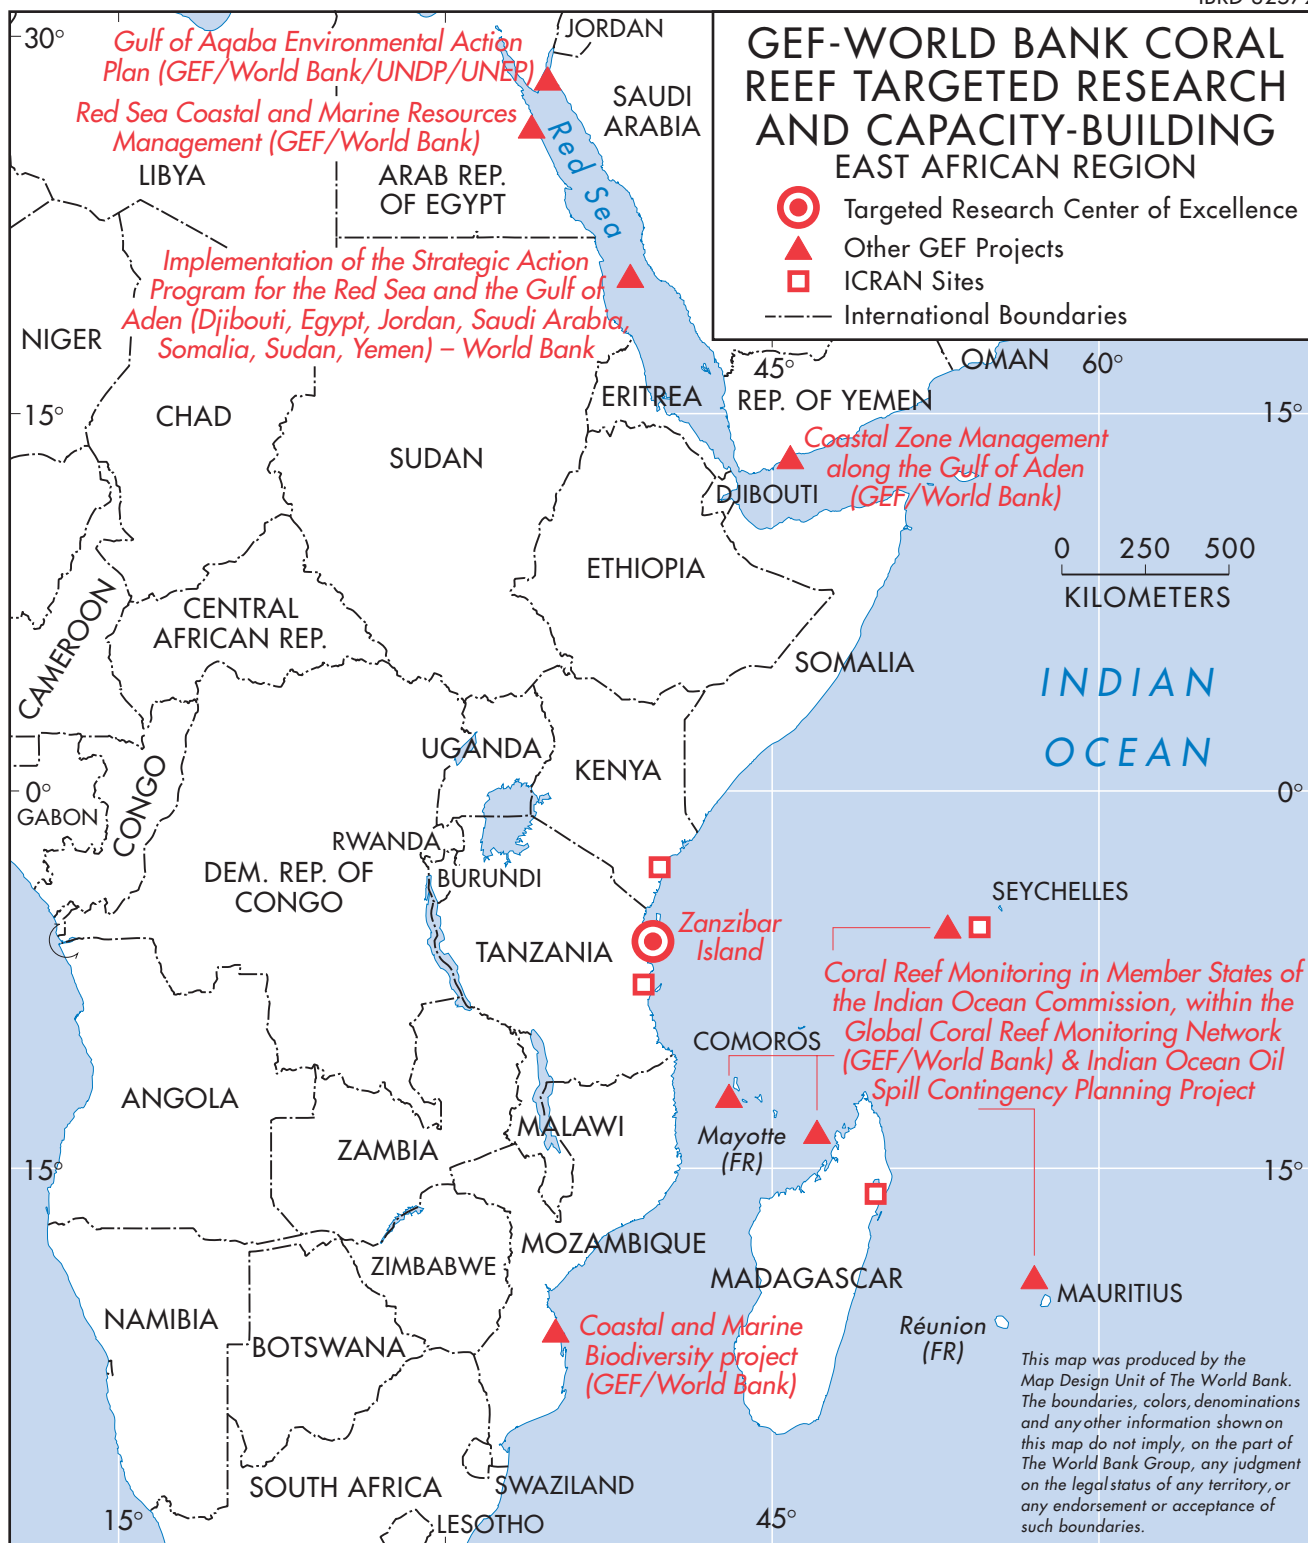 GEF-WORLD BANK CORAL
REEF TARGETED RESEARCH
AND CAPACITY-BUILDING
EAST AFRICAN REGION
Targeted Research Center of Excellence
Other GEF Projects
ICRAN Sites
International Boundaries
30°
JORDAN
Gulf of Aqaba Environmental Action
Plan (GEF/World Bank/UNDP/UNEP)
SAUDI
ARABIA
Red Sea Coastal and Marine Resources
Management (GEF/World Bank)
Red Sea
LIBYA
ARAB REP.
OF EGYPT
Implementation of the Strategic Action
Program for the Red Sea and the Gulf of
Aden (Djibouti, Egypt, Jordan, Saudi Arabia,
Somalia, Sudan, Yemen) – World Bank
NIGER
45°
OMAN
60°
ERITREA
REP. OF YEMEN
15°
CHAD
15°
SUDAN
Coastal Zone Management
along the Gulf of Aden
(GEF/World Bank)
DJIBOUTI
0 250 500
KILOMETERS
ETHIOPIA
CENTRAL
AFRICAN REP.
CAMEROON
SOMALIA
INDIAN
OCEAN
UGANDA
KENYA
0°
0°
GABON
CONGO
RWANDA
DEM. REP. OF
CONGO
BURUNDI
SEYCHELLES
TANZANIA
Zanzibar
Island
Coral Reef Monitoring in Member States of
the Indian Ocean Commission, within the
Global Coral Reef Monitoring Network
(GEF/World Bank) & Indian Ocean Oil
Spill Contingency Planning Project
COMOROS
ANGOLA
MALAWI
Mayotte
(FR)
ZAMBIA
15°
15°
MOZAMBIQUE
ZIMBABWE
MADAGASCAR
MAURITIUS
NAMIBIA
BOTSWANA
Coastal and Marine
Biodiversity project
(GEF/World Bank)
Réunion
(FR)
This map was produced by the
Map Design Unit of The World Bank.
The boundaries, colors, denominations
and any other information shown on
this map do not imply, on the part of
The World Bank Group, any judgment
on the legal status of any territory, or
any endorsement or acceptance of
such boundaries.
SOUTH AFRICA
SWAZILAND
LESOTHO
15°
45°